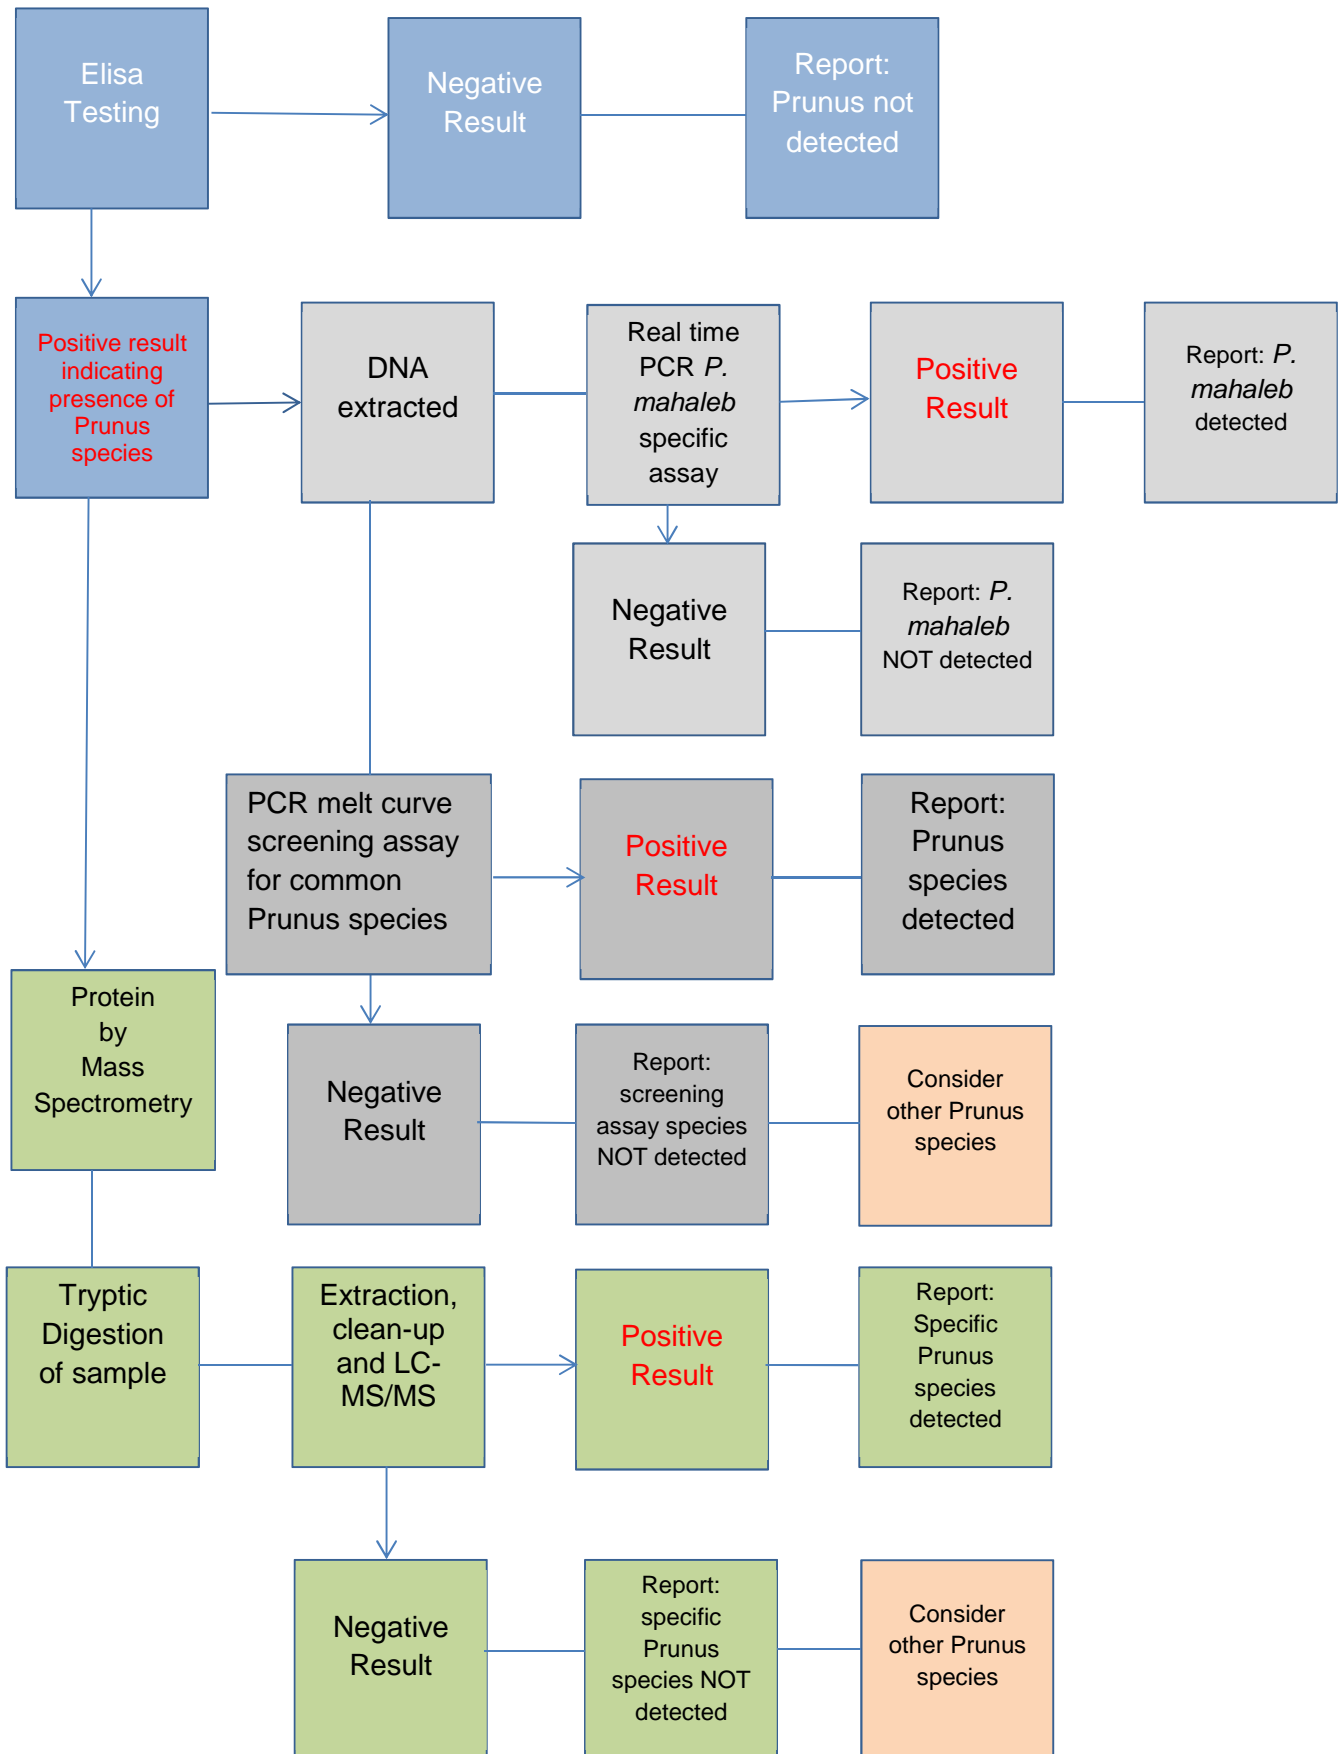 Elisa
Testing
Negative
Result
Report:
Prunus not
detected
Positive result
indicating
presence of
Prunus
species
DNA
extracted
Real time
PCR P.
mahaleb
specific
assay
Positive
Result
Report: P.
mahaleb
detected
Negative
Result
Report: P.
mahaleb
NOT detected
PCR melt curve
screening assay
for common
Prunus species
Positive
Result
Report:
Prunus
species
detected
Protein
by
Mass
Spectrometry
Negative
Result
Report:
screening
assay species
NOT detected
Consider
other Prunus
species
Tryptic
Digestion
of sample
Extraction,
clean-up
and LC-
MS/MS
Positive
Result
Report:
Specific
Prunus
species
detected
Negative
Result
Report:
specific
Prunus
species NOT
detected
Consider
other Prunus
species